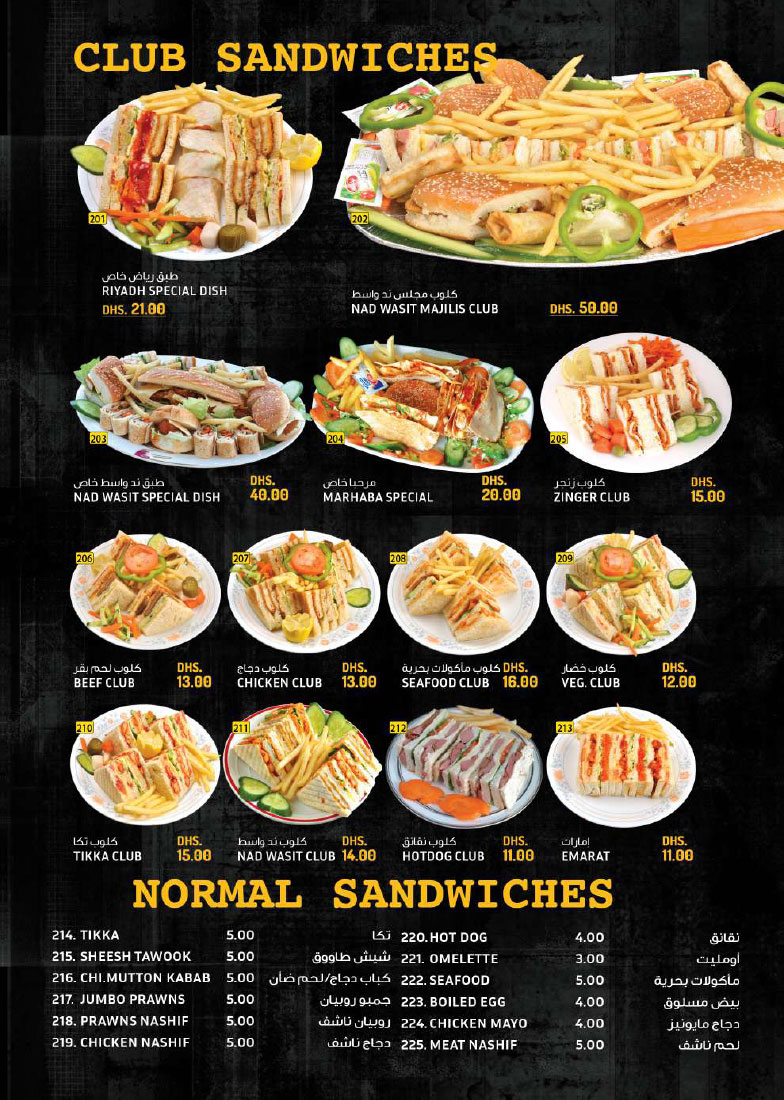 CLUB SANDWICHES
201
202
طبق رياض خاص
RIYADH SPECIAL DISH
DHS. 21.00
كلوب مجلس ند واسط
NAD WASIT MAJILIS CLUB
DHS. 50.00
203
204
205
طبق ند واسط خاص
NAD WASIT SPECIAL DISH
DHS.
40.00
مرحبا خاص
MARHABA SPECIAL
DHS.
20.00
كلوب زنجر
ZINGER CLUB
DHS.
15.00
206
207
208
209
كلوب لحم بقر
BEEF CLUB
DHS.
13.00
كلوب دجاج
CHICKEN CLUB
DHS.
13.00
كلوب مأكولات بحرية
SEAFOOD CLUB
DHS.
16.00
كلوب خضار
VEG. CLUB
DHS.
12.00
210
211
212
213
كلوب تكا
TIKKA CLUB
DHS.
15.00
كلوب ند واسط
NAD WASIT CLUB
DHS.
14.00
كلوب نقانق
HOTDOG CLUB
DHS.
11.00
إمارات
EMARAT
DHS.
11.00
NORMAL SANDWICHES
214. TIKKA 5.00 تكا
215. SHEESH TAWOOK 5.00 شيش طاووق
216. CHI.MUTTON KABAB 5.00 كباب دجاج/لحم ضأن
217. JUMBO PRAWNS 5.00 جمبو روبيان
218. PRAWNS NASHIF 5.00 روبيان ناشف
219. CHICKEN NASHIF 5.00 دجاج ناشف
220. HOT DOG 4.00 نقانق
221. OMELETTE 3.00 أومليت
222. SEAFOOD 5.00 مأكولات بحرية
223. BOILED EGG 4.00 بيض مسلوق
224. CHICKEN MAYO 4.00 دجاج مايونيز
225. MEAT NASHIF 5.00 لحم ناشف